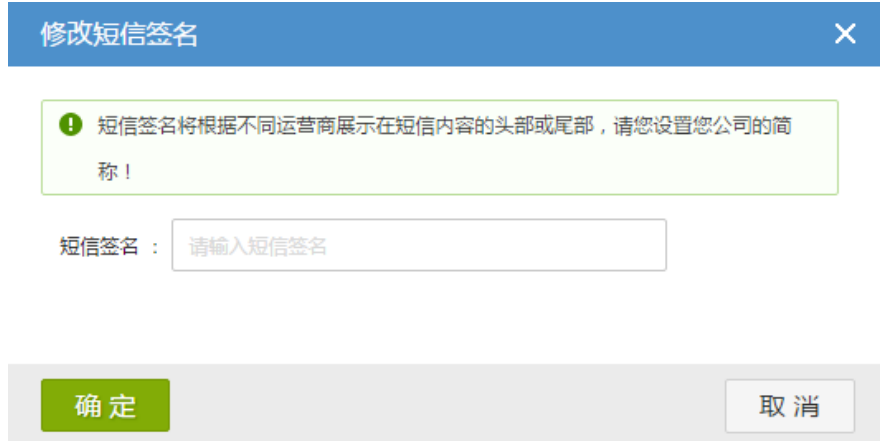 修改短信签名
短信签名将根据不同运营商展示在短信内容的头部或尾部，请您设置您公司的简
称！
短信签名 ： 请输入短信签名
确 定 取 消